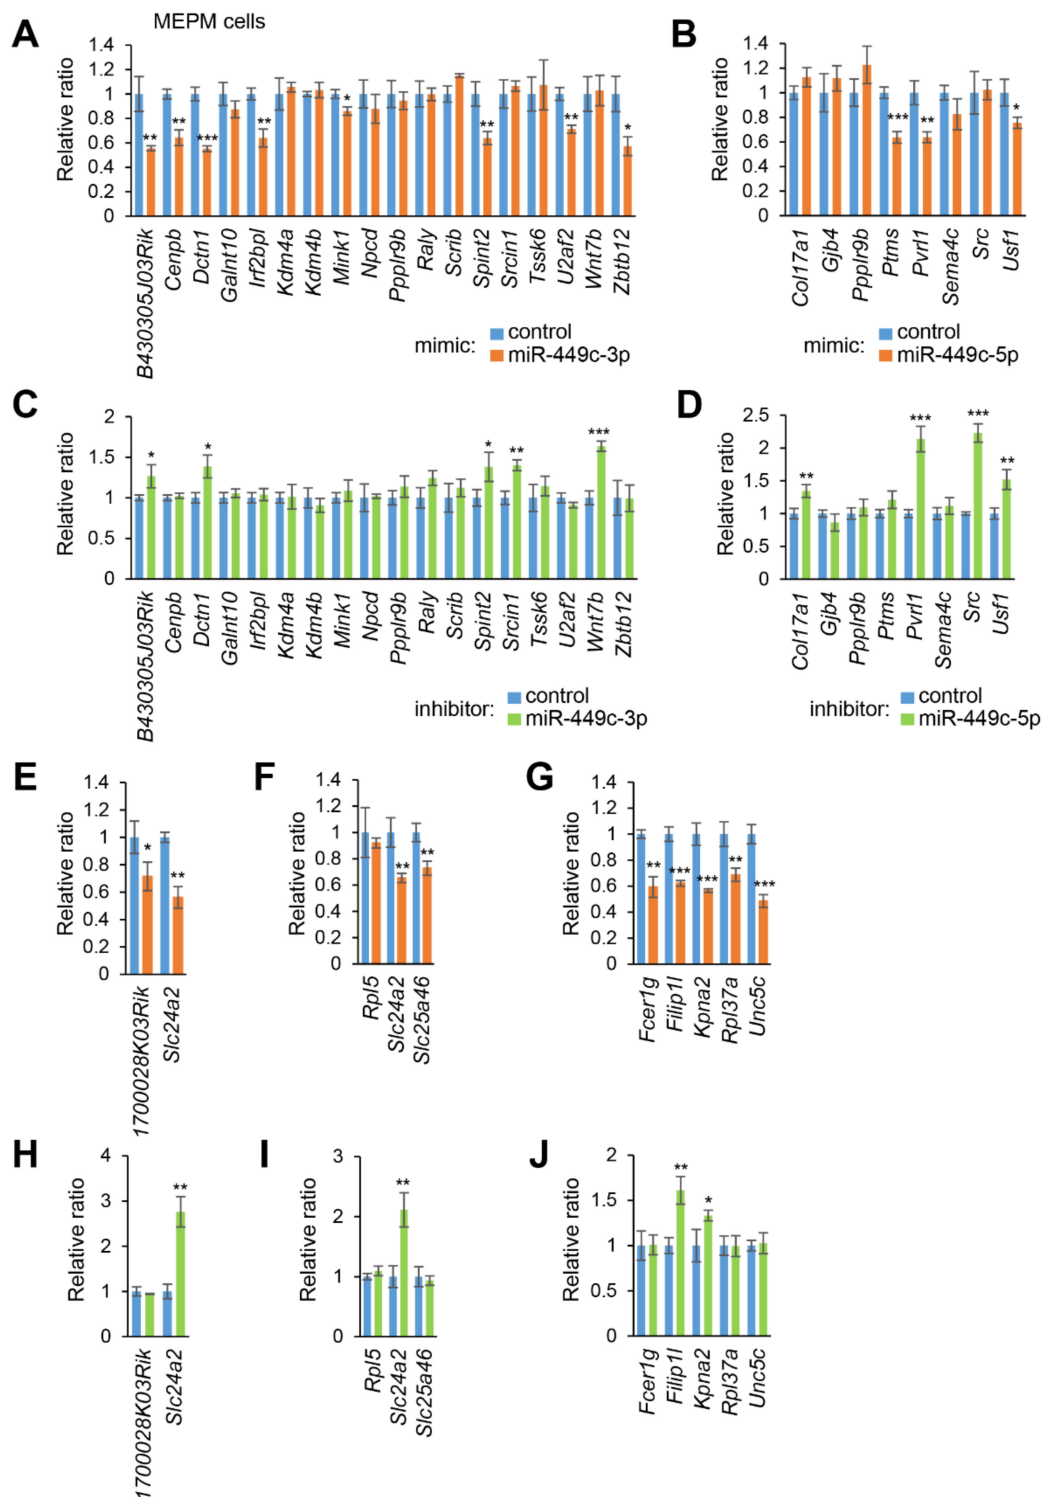 A
MEPM cells
Relative ratio
1.4
1.2
1
0.8
0.6
0.4
0.2
0
** ** *** ** * ** ** *
B430305J03Rik
Cenpb
Dctn1
Galnt10
Irf2bpl
Kdm4a
Kdm4b
Mink1
Npcd
Ppplr9b
Raly
Scrib
Spint2
Srcin1
Tssk6
U2af2
Wnt7b
Zbtb12
mimic:
control
miR-449c-3p
B
Relative ratio
1.4
1.2
1
0.8
0.6
0.4
0.2
0
*** ** *
Col17a1
Gjb4
Ppplr9b
Ptms
Pvrl1
Sema4c
Src
Usf1
mimic:
control
miR-449c-5p
C
Relative ratio
2
1.5
1
0.5
0
* * * ** ***
B430305J03Rik
Cenpb
Dctn1
Galnt10
Irf2bpl
Kdm4a
Kdm4b
Mink1
Npcd
Ppplr9b
Raly
Scrib
Spint2
Srcin1
Tssk6
U2af2
Wnt7b
Zbtb12
inhibitor:
control
miR-449c-3p
D
Relative ratio
2.5
2
1.5
1
0.5
0
** *** *** **
Col17a1
Gjb4
Ppplr9b
Ptms
Pvrl1
Sema4c
Src
Usf1
inhibitor:
control
miR-449c-5p
E
Relative ratio
1.4
1.2
1
0.8
0.6
0.4
0.2
0
* **
1700028K03Rik
Slc24a2
F
Relative ratio
1.4
1.2
1
0.8
0.6
0.4
0.2
0
** **
Rpl5
Slc24a2
Slc25a46
G
Relative ratio
1.4
1.2
1
0.8
0.6
0.4
0.2
0
** *** *** ** ***
Fcer1g
Filip1l
Kpna2
Rpl37a
Unc5c
H
Relative ratio
4
3
2
1
0
**
1700028K03Rik
Slc24a2
I
Relative ratio
3
2
1
0
**
Rpl5
Slc24a2
Slc25a46
J
Relative ratio
2
1.5
1
0.5
0
** *
Fcer1g
Filip1l
Kpna2
Rpl37a
Unc5c